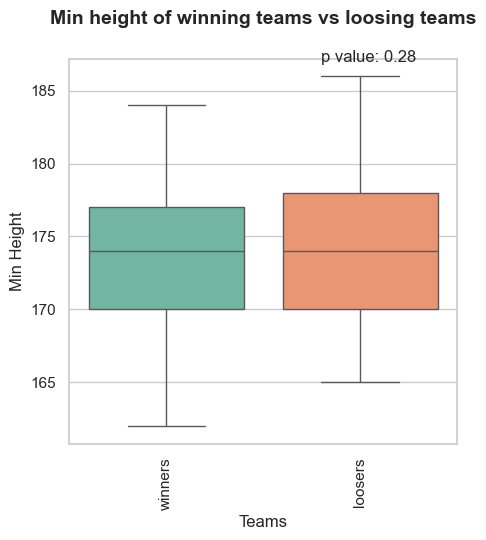 Min height of winning teams vs loosing teams
p value: 0.28
185
180
175
170
165
Min Height
winners
loosers
Teams